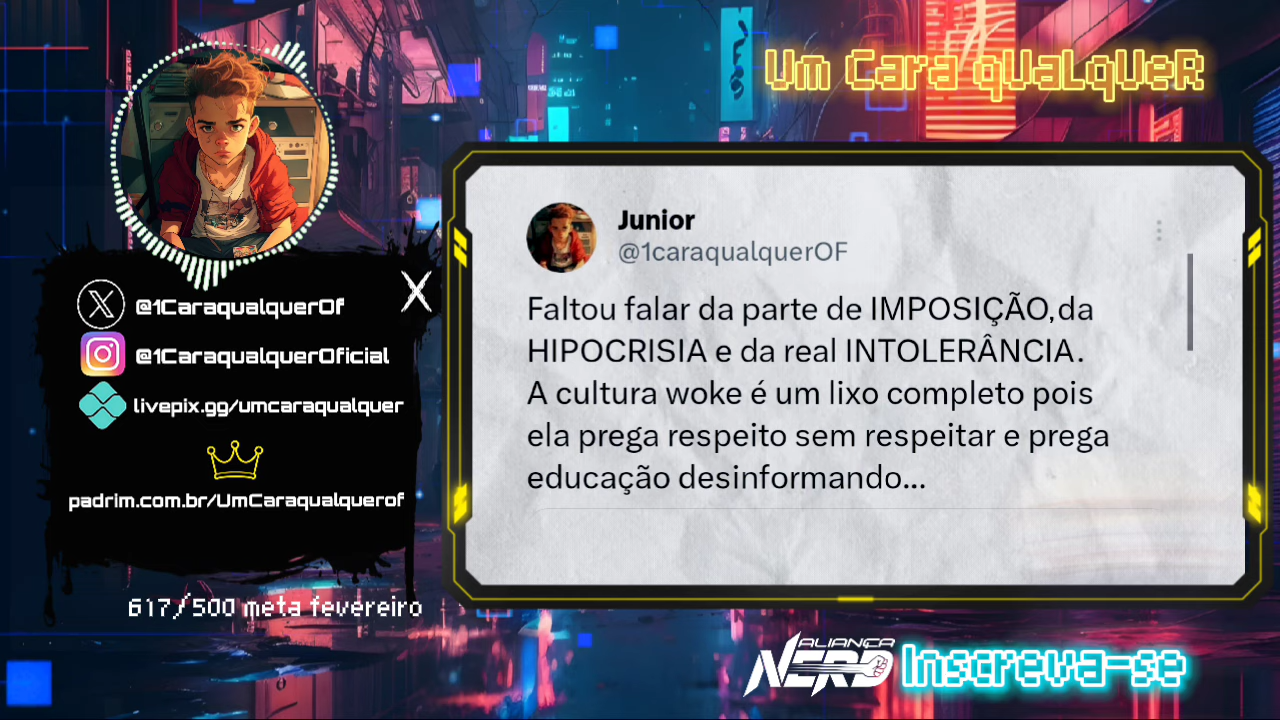 Um Cara qUaLqUeR
Junior
@1caraqualquerOF
Faltou falar da parte de IMPOSIÇÃO,da
HIPOCRISIA e da real INTOLERÂNCIA.
A cultura woke é um lixo completo pois
ela prega respeito sem respeitar e prega
educação desinformando...
X
@1CaraqualquerOf
@1CaraqualquerOficial
livepix.gg/umcaraqualquer
padrim.com.br/UmCaraqualquerof
617/500 meta fevereiro
ALIANÇA
NERD
Inscreva-se